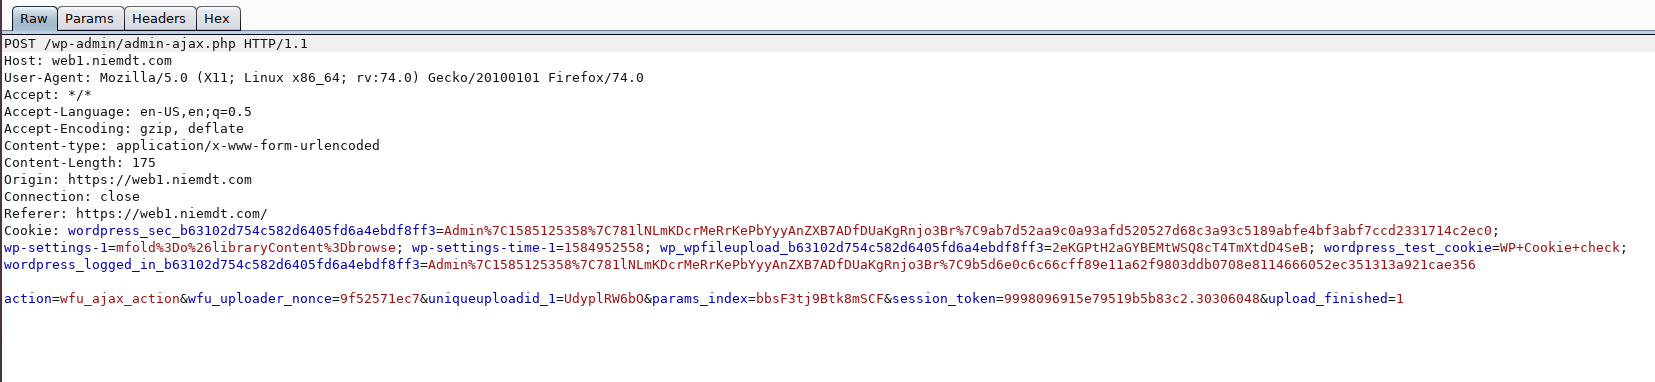 Raw Params Headers Hex
POST /wp-admin/admin-ajax.php HTTP/1.1
Host: web1.niemdt.com
User-Agent: Mozilla/5.0 (X11; Linux x86_64; rv:74.0) Gecko/20100101 Firefox/74.0
Accept: */*
Accept-Language: en-US,en;q=0.5
Accept-Encoding: gzip, deflate
Content-type: application/x-www-form-urlencoded
Content-Length: 175
Origin: https://web1.niemdt.com
Connection: close
Referer: https://web1.niemdt.com/
Cookie: wordpress_sec_b63102d754c582d6405fd6a4ebdf8ff3=Admin%7C1585125358%7C781lNLmKDcrMeRrKePbYyyAnZXB7ADfDUaKgRnjo3Br%7C9ab7d52aa9c0a93afd520527d68c3a93c5189abfe4bf3abf7ccd2331714c2ec0;
wp-settings-1=mfold%3Do%26libraryContent%3Dbrowse; wp-settings-time-1=1584952558; wp_wpfileupload_b63102d754c582d6405fd6a4ebdf8ff3=2eKGPtH2aGYBEMtWSQ8cT4TmXtdD4SeB; wordpress_test_cookie=WP+Cookie+check;
wordpress_logged_in_b63102d754c582d6405fd6a4ebdf8ff3=Admin%7C1585125358%7C781lNLmKDcrMeRrKePbYyyAnZXB7ADfDUaKgRnjo3Br%7C9b5d6e0c6c66cff89e11a62f9803ddb0708e8114666052ec351313a921cae356
action=wfu_ajax_action&wfu_uploader_nonce=9f52571ec7&uniqueuploadid_1=UdyplRW6bO&params_index=bbsF3tj9Btk8mSCF&session_token=9998096915e79519b5b83c2.30306048&upload_finished=1